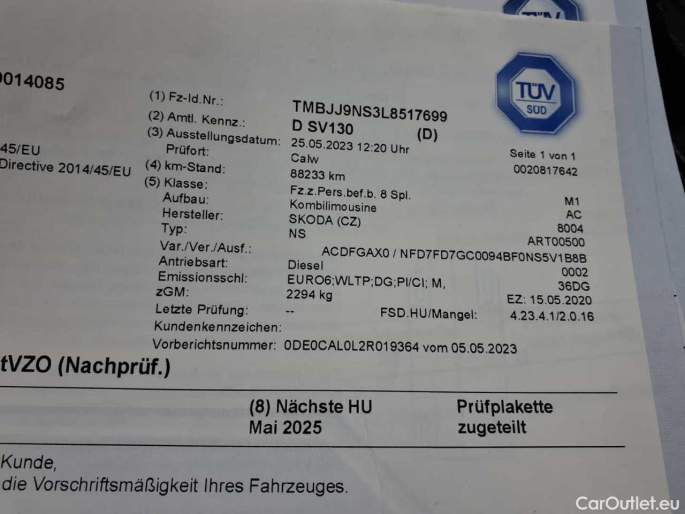 0014085
TÜV
SÜD
(1) Fz-Id.Nr.: TMBJJ9NS3L8517699
(2) Amtl. Kennz.: D SV130 (D)
(3) Ausstellungsdatum: 25.05.2023 12:20 Uhr Seite 1 von 1
Prüfort: Calw 0020817642
45/EU
Directive 2014/45/EU
(4) km-Stand: 88233 km
(5) Klasse: Fz.z.Pers.bef.b. 8 Spl. M1
Aufbau: Kombilimousine AC
Hersteller: SKODA (CZ) 8004
Typ: NS ART00500
Var./Ver./Ausf.: ACDFGAX0 / NFD7FD7GC0094BF0NS5V1B8B
Antriebsart: Diesel 0002
Emissionsschl: EURO6;WLTP;DG;PI/CI; M, 36DG
zGM: 2294 kg EZ: 15.05.2020
Letzte Prüfung: -- FSD.HU/Mangel: 4.23.4.1/2.0.16
Kundenkennzeichen:
Vorberichtsnummer: 0DE0CAL0L2R019364 vom 05.05.2023
tVZO (Nachprüf.)
(8) Nächste HU Prüfplakette
Mai 2025 zugeteilt
Kunde,
die Vorschriftsmäßigkeit Ihres Fahrzeuges.
CarOutlet.eu